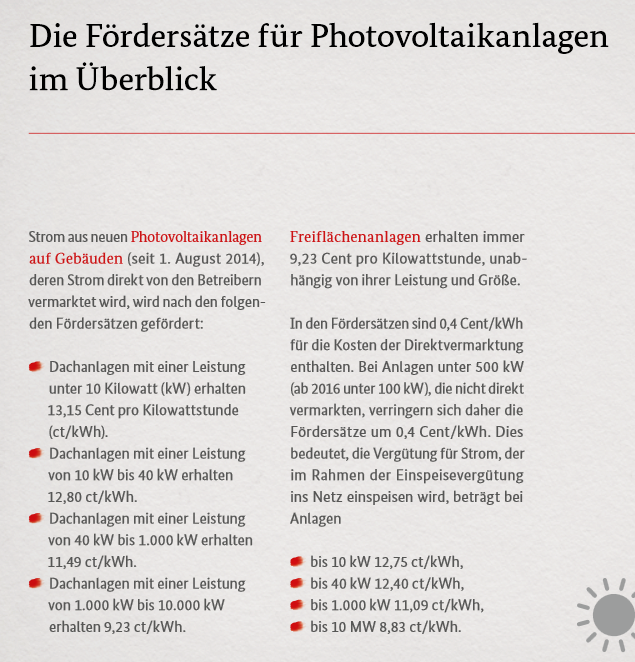 Die Fördersätze für Photovoltaikanlagen
im Überblick
Strom aus neuen Photovoltaikanlagen
auf Gebäuden (seit 1. August 2014),
deren Strom direkt von den Betreibern
vermarktet wird, wird nach den folgen-
den Fördersätzen gefördert:
Dachanlagen mit einer Leistung
unter 10 Kilowatt (kW) erhalten
13,15 Cent pro Kilowattstunde
(ct/kWh).
Dachanlagen mit einer Leistung
von 10 kW bis 40 kW erhalten
12,80 ct/kWh.
Dachanlagen mit einer Leistung
von 40 kW bis 1.000 kW erhalten
11,49 ct/kWh.
Dachanlagen mit einer Leistung
von 1.000 kW bis 10.000 kW
erhalten 9,23 ct/kWh.
Freiflächenanlagen erhalten immer
9,23 Cent pro Kilowattstunde, unab-
hängig von ihrer Leistung und Größe.
In den Fördersätzen sind 0,4 Cent/kWh
für die Kosten der Direktvermarktung
enthalten. Bei Anlagen unter 500 kW
(ab 2016 unter 100 kW), die nicht direkt
vermarkten, verringern sich daher die
Fördersätze um 0,4 Cent/kWh. Dies
bedeutet, die Vergütung für Strom, der
im Rahmen der Einspeisevergütung
ins Netz einspeisen wird, beträgt bei
Anlagen
bis 10 kW 12,75 ct/kWh,
bis 40 kW 12,40 ct/kWh,
bis 1.000 kW 11,09 ct/kWh,
bis 10 MW 8,83 ct/kWh.